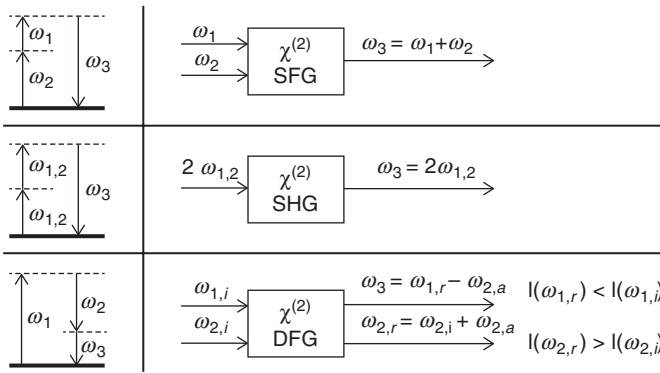 ω₁
ω₂
ω₃
ω₁
ω₂
χ⁽²⁾
SFG
ω₃ = ω₁+ω₂
ω₁,₂
ω₁,₂
ω₃
2 ω₁,₂
χ⁽²⁾
SHG
ω₃ = 2ω₁,₂
ω₁
ω₂
ω₃
ω₁,ᵢ
ω₂,ᵢ
χ⁽²⁾
DFG
ω₃ = ω₁,ᵣ − ω₂,ₐ
ω₂,ᵣ = ω₂,ᵢ + ω₂,ₐ
I(ω₁,ᵣ) < I(ω₁,ᵢ)
I(ω₂,ᵣ) > I(ω₂,ᵢ)